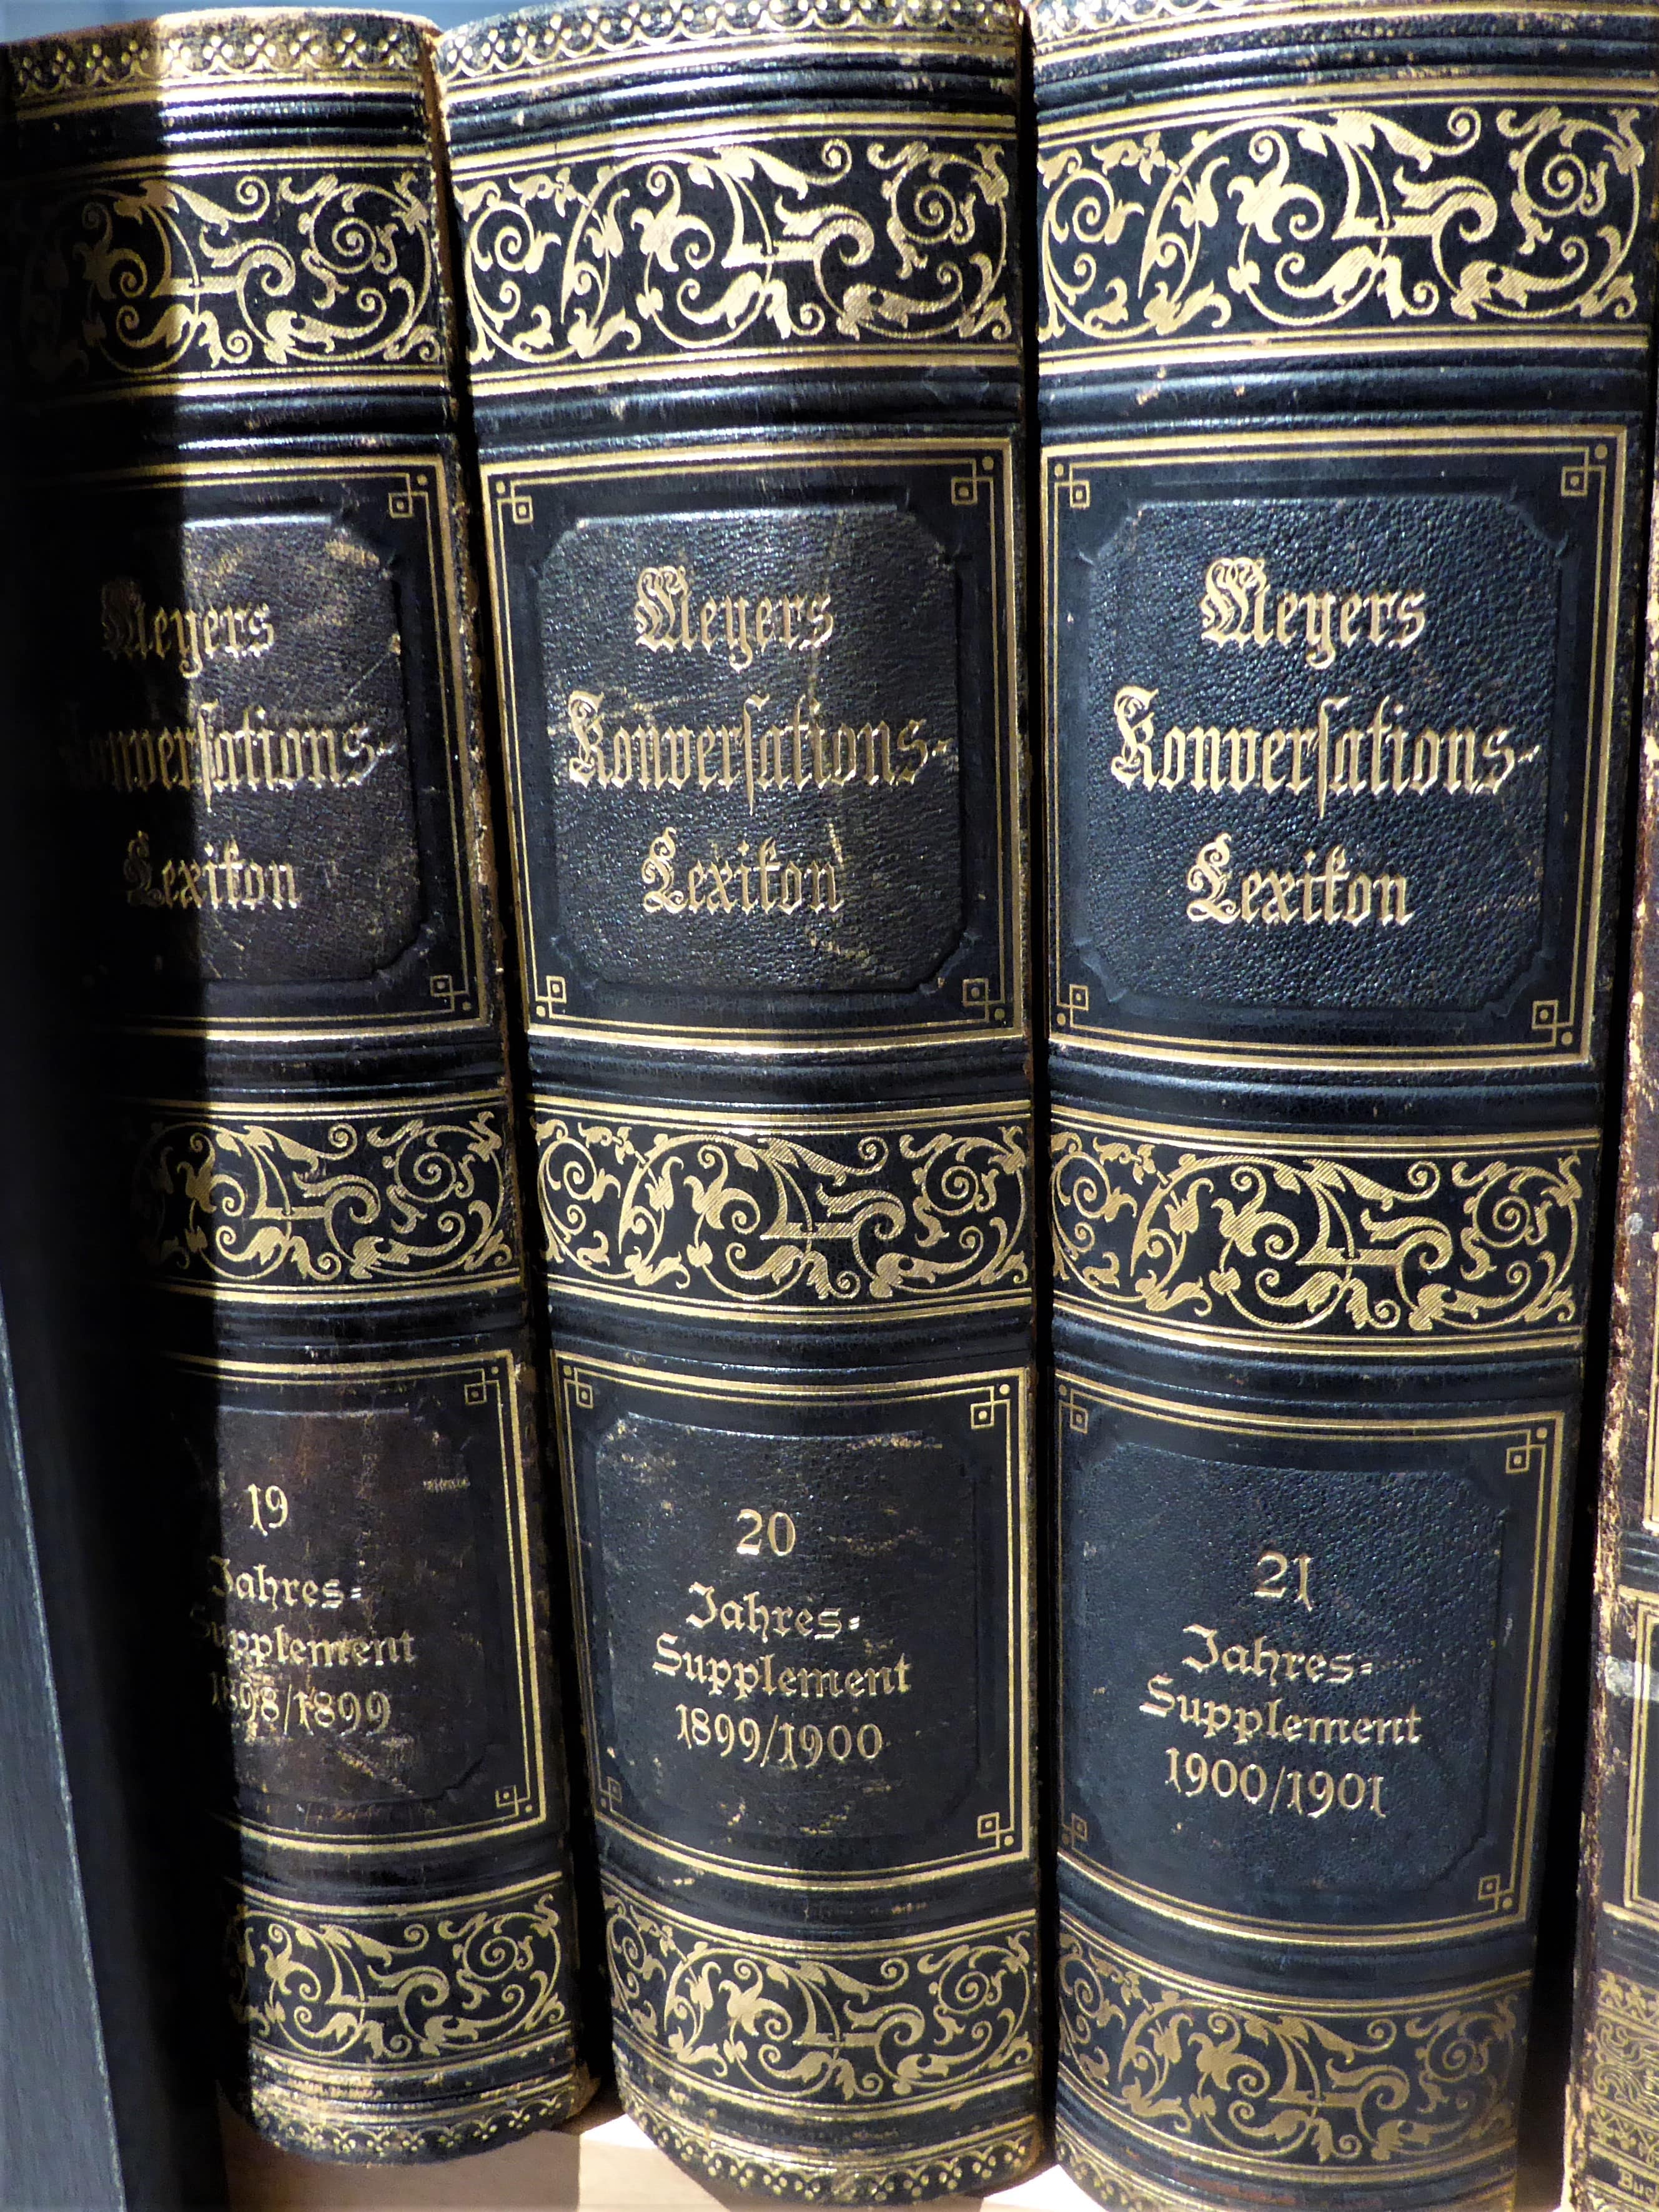 Meyers
Konversations-
Lexikon
19
Jahres-
Supplement
1898/1899
Meyers
Konversations-
Lexikon
20
Jahres-
Supplement
1899/1900
Meyers
Konverſations-
Lexikon
21
Jahres-
Supplement
1900/1901